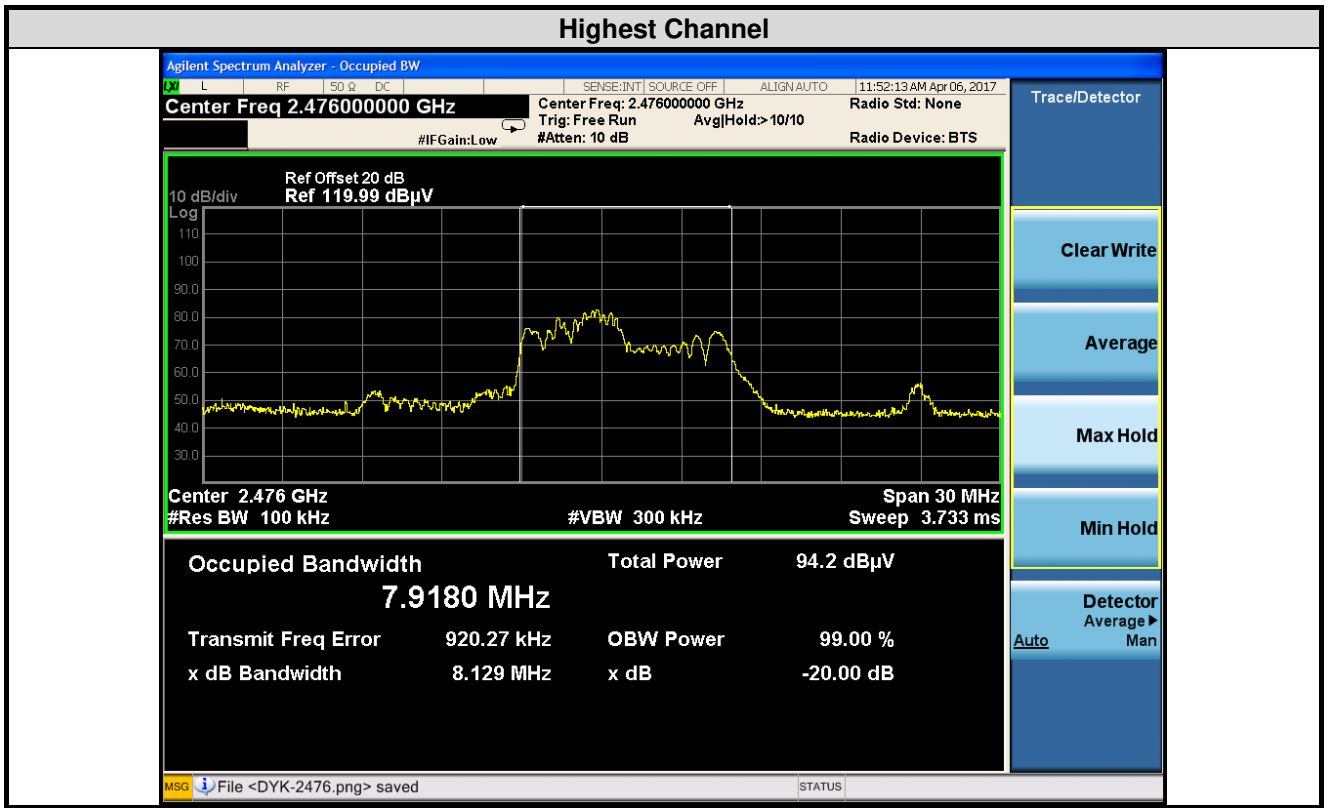 Highest Channel
Agilent Spectrum Analyzer - Occupied BW
LXI L RF 50 Ω DC SENSE:INT SOURCE OFF ALIGN AUTO 11:52:13 AM Apr 06, 2017
Center Freq 2.476000000 GHz
Center Freq: 2.476000000 GHz Radio Std: None
Trig: Free Run Avg|Hold:>10/10
#IFGain:Low #Atten: 10 dB Radio Device: BTS
Ref Offset 20 dB
10 dB/div Ref 119.99 dBµV
Log
110
100
90.0
80.0
70.0
60.0
50.0
40.0
30.0
Center 2.476 GHz Span 30 MHz
#Res BW 100 kHz #VBW 300 kHz Sweep 3.733 ms
Occupied Bandwidth Total Power 94.2 dBµV
7.9180 MHz
Transmit Freq Error 920.27 kHz OBW Power 99.00 %
x dB Bandwidth 8.129 MHz x dB -20.00 dB
Trace/Detector
Clear Write
Average
Max Hold
Min Hold
Detector
Average▶
Auto Man
MSG File <DYK-2476.png> saved STATUS